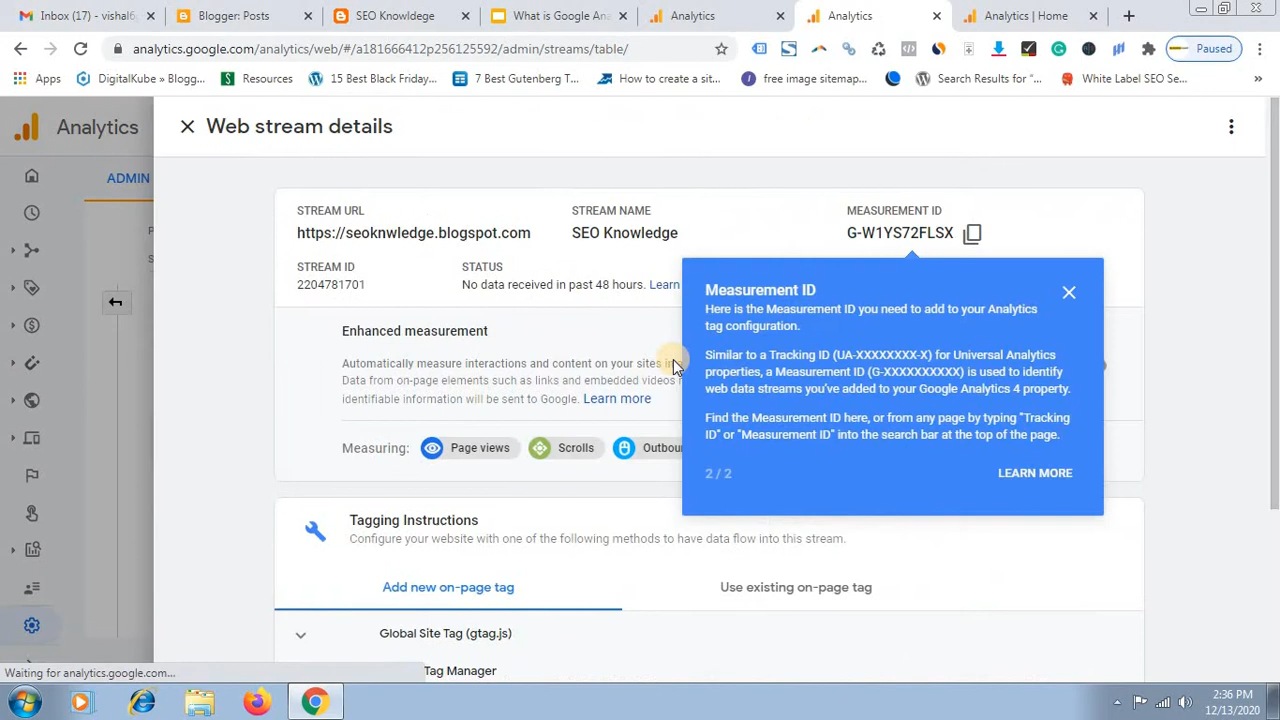 Inbox (17) - vishal6
Blogger: Posts
SEO Knowldege
What is Google Ana
Analytics
Analytics
Analytics | Home
analytics.google.com/analytics/web/#/a181666412p256125592/admin/streams/table/
Paused
Apps
DigitalKube » Blogg...
Resources
15 Best Black Friday...
7 Best Gutenberg T...
How to create a sit...
free image sitemap...
Search Results for "...
White Label SEO Se...
»
Analytics
Web stream details
ADMIN
STREAM URL
STREAM NAME
MEASUREMENT ID
https://seoknwledge.blogspot.com
SEO Knowledge
G-W1YS72FLSX
STREAM ID
STATUS
2204781701
No data received in past 48 hours. Learn
Measurement ID
Here is the Measurement ID you need to add to your Analytics
tag configuration.
Similar to a Tracking ID (UA-XXXXXXXX-X) for Universal Analytics
properties, a Measurement ID (G-XXXXXXXXXX) is used to identify
web data streams you've added to your Google Analytics 4 property.
Find the Measurement ID here, or from any page by typing "Tracking
ID" or "Measurement ID" into the search bar at the top of the page.
2 / 2
LEARN MORE
Enhanced measurement
Automatically measure interactions and content on your sites in
Data from on-page elements such as links and embedded videos
identifiable information will be sent to Google. Learn more
Measuring:
Page views
Scrolls
Outbou
Tagging Instructions
Configure your website with one of the following methods to have data flow into this stream.
Add new on-page tag
Use existing on-page tag
Global Site Tag (gtag.js)
Tag Manager
Waiting for analytics.google.com...
2:36 PM
12/13/2020